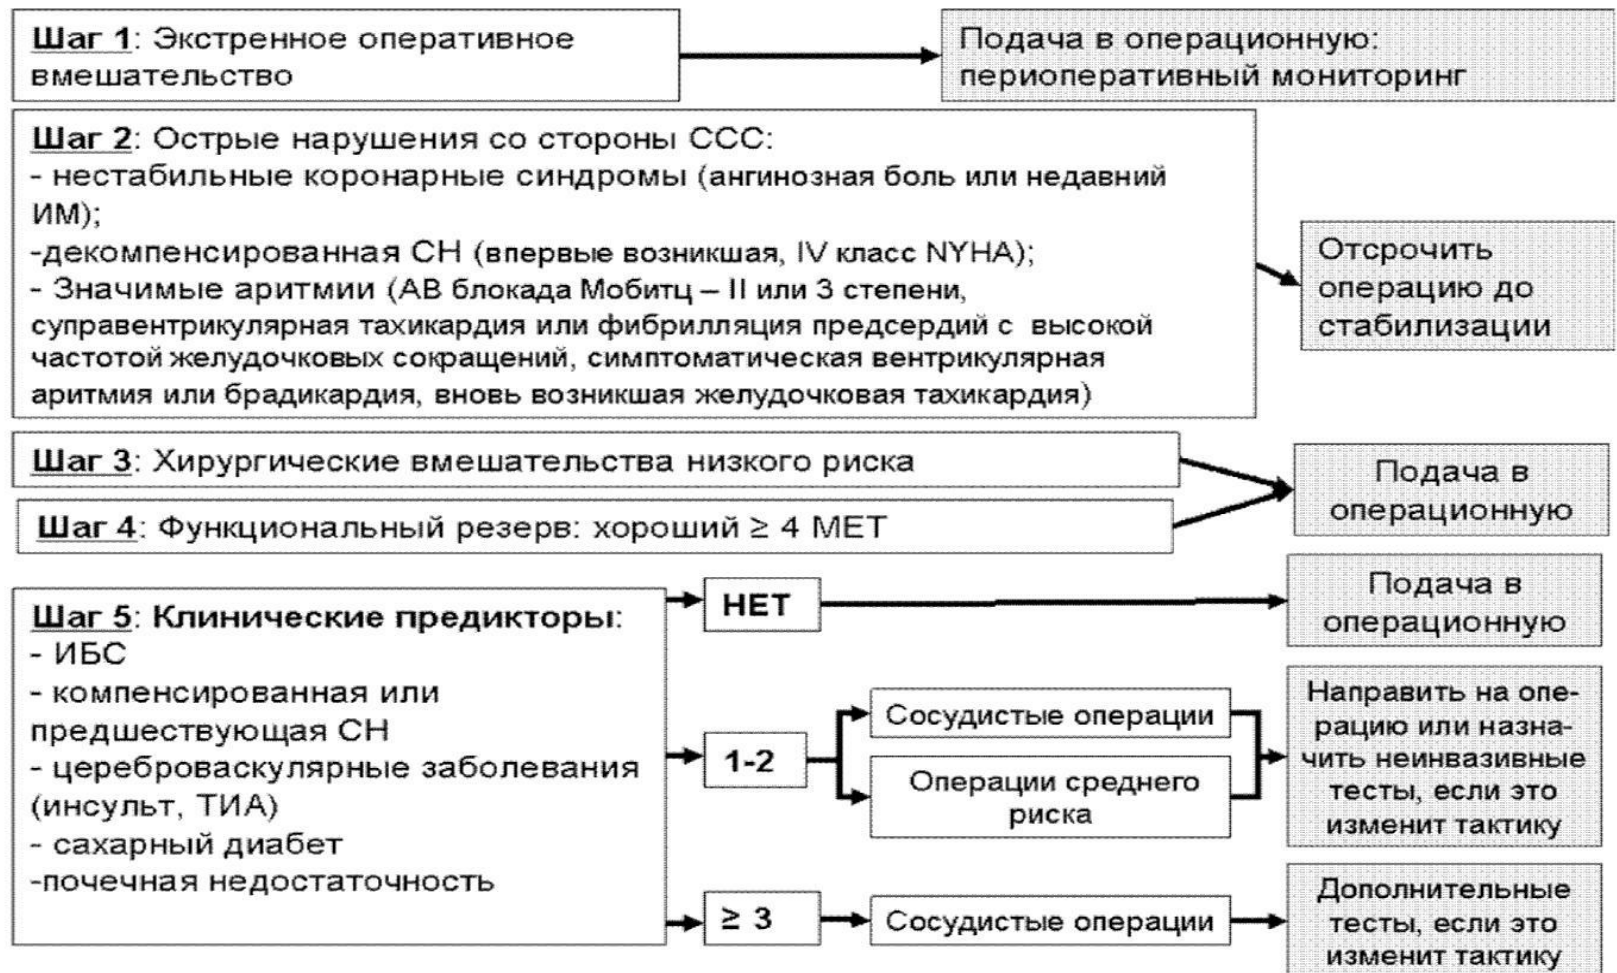 Шаг 1: Экстренное оперативное
вмешательство
Подача в операционную:
периоперативный мониторинг
Шаг 2: Острые нарушения со стороны ССС:
- нестабильные коронарные синдромы (ангинозная боль или недавний
ИМ);
-декомпенсированная СН (впервые возникшая, IV класс NYHA);
- Значимые аритмии (АВ блокада Мобитц – II или 3 степени,
суправентрикулярная тахикардия или фибрилляция предсердий с высокой
частотой желудочковых сокращений, симптоматическая вентрикулярная
аритмия или брадикардия, вновь возникшая желудочковая тахикардия)
Отсрочить
операцию до
стабилизации
Шаг 3: Хирургические вмешательства низкого риска
Шаг 4: Функциональный резерв: хороший ≥ 4 МЕТ
Подача в
операционную
Шаг 5: Клинические предикторы:
- ИБС
- компенсированная или
предшествующая СН
- цереброваскулярные заболевания
(инсульт, ТИА)
- сахарный диабет
-почечная недостаточность
НЕТ
Подача в
операционную
1-2
Сосудистые операции
Операции среднего
риска
Направить на опе-
рацию или назна-
чить неинвазивные
тесты, если это
изменит тактику
≥ 3
Сосудистые операции
Дополнительные
тесты, если это
изменит тактику